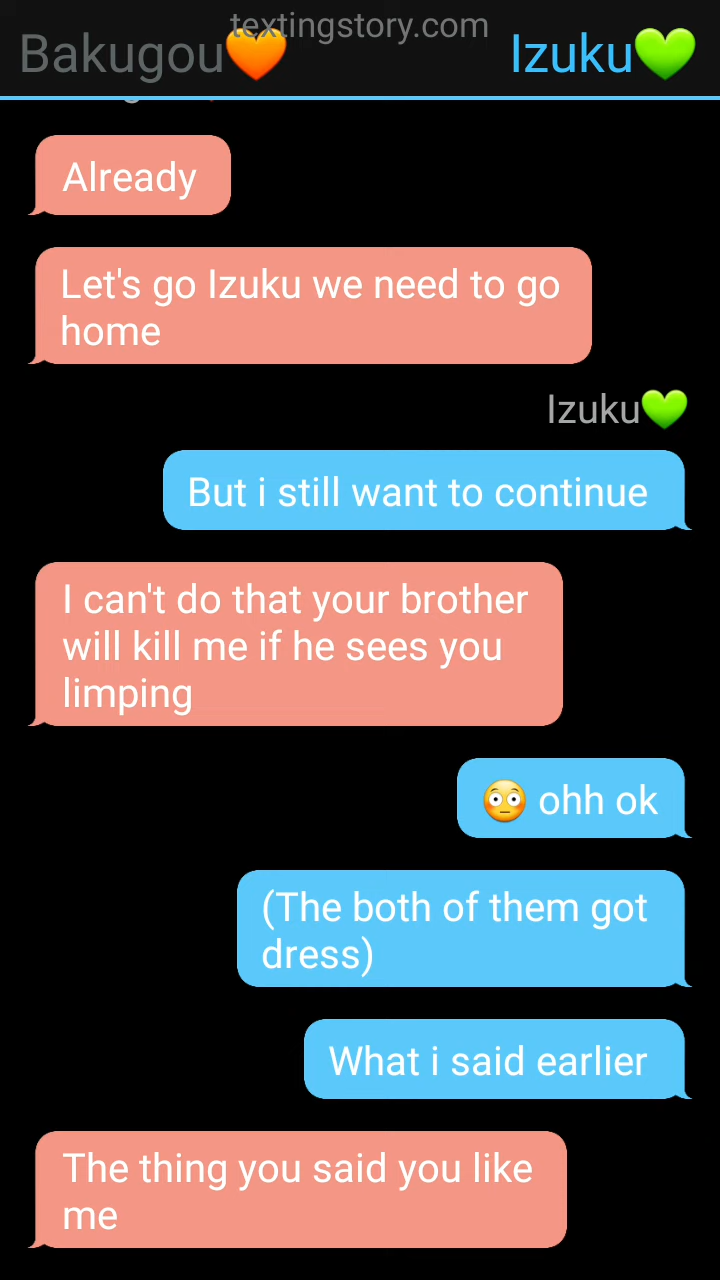 textingstory.com
Bakugou🧡 Izuku💚
Already
Let's go Izuku we need to go
home
Izuku💚
But i still want to continue
I can't do that your brother
will kill me if he sees you
limping
😳 ohh ok
(The both of them got
dress)
What i said earlier
The thing you said you like
me